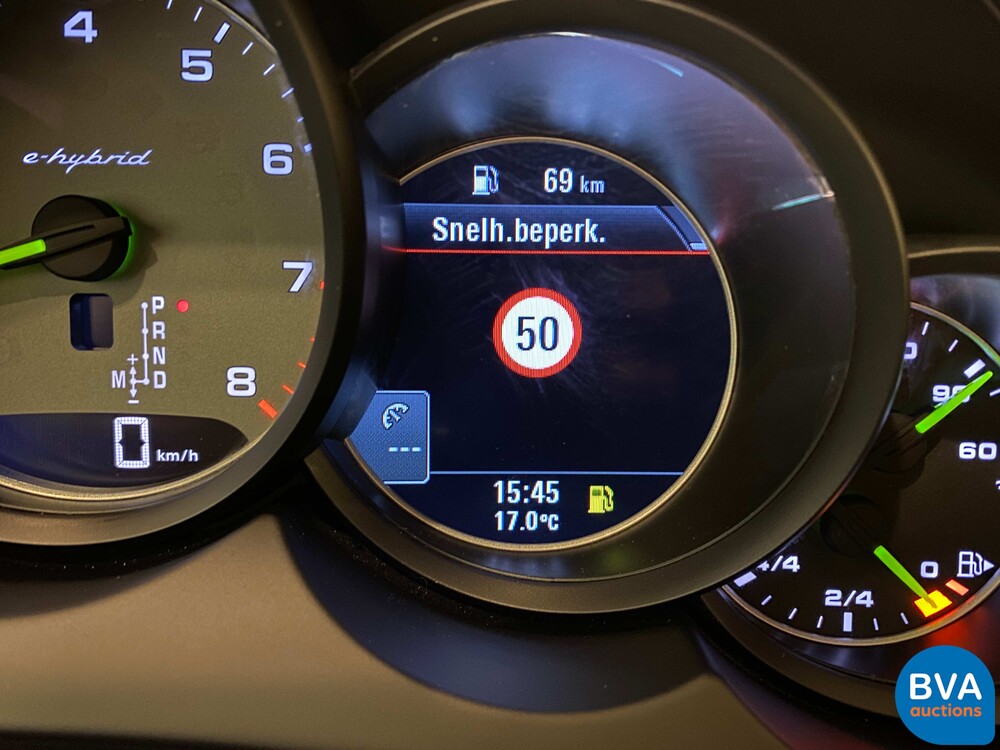 4
5
e-hybrid
6
7
8
P
R
N
M D
+
-
0 km/h
69 km
Snelh.beperk.
50
---
15:45
17.0°C
90
60
4/4
2/4
0
BVA
auctions